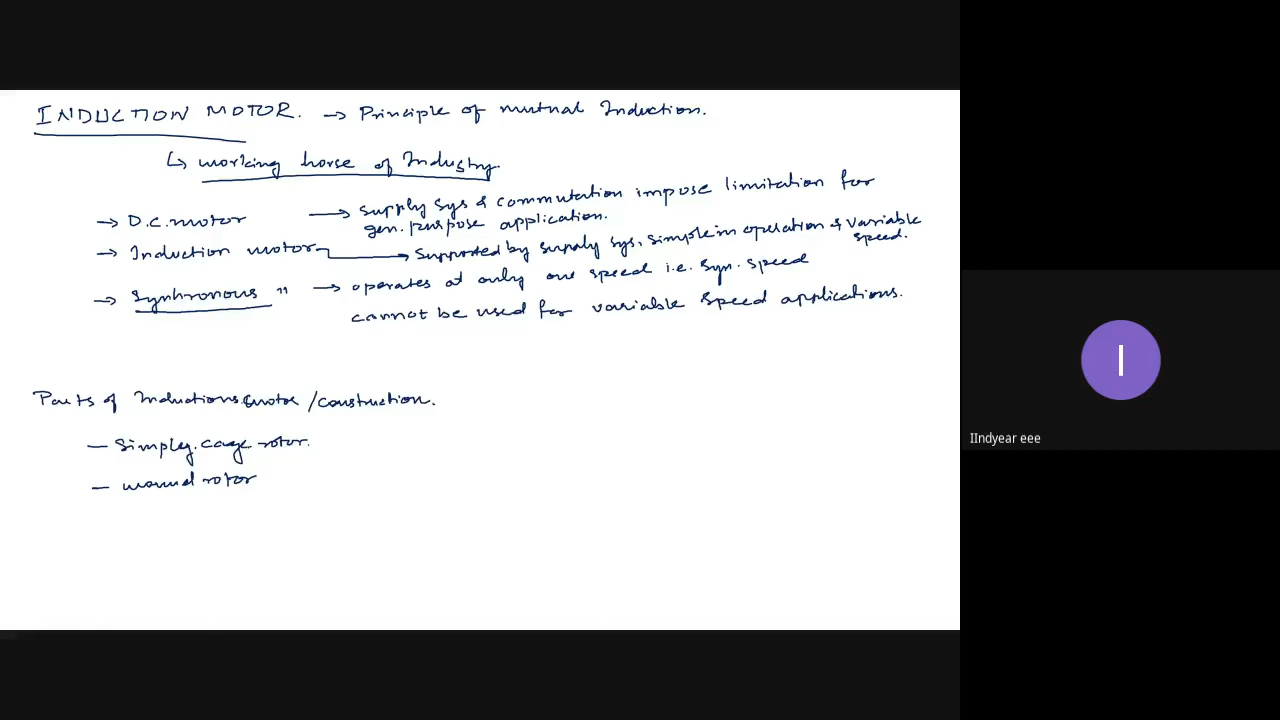 INDUCTION MOTOR. → Principle of mutual Induction.
↳ working horse of Industry.
→ D.C. motor → supply sys & commutation impose limitation for
gen. purpose application.
→ Induction motor → supported by supply sys, simple in operation & variable
speed.
→ Synhronous " → operates at only one speed i.e. syn. speed
cannot be used for variable speed applications.
Parts of Induction motor /construction.
— Simply. cage rotor.
— wound rotor
I
IIndyear eee